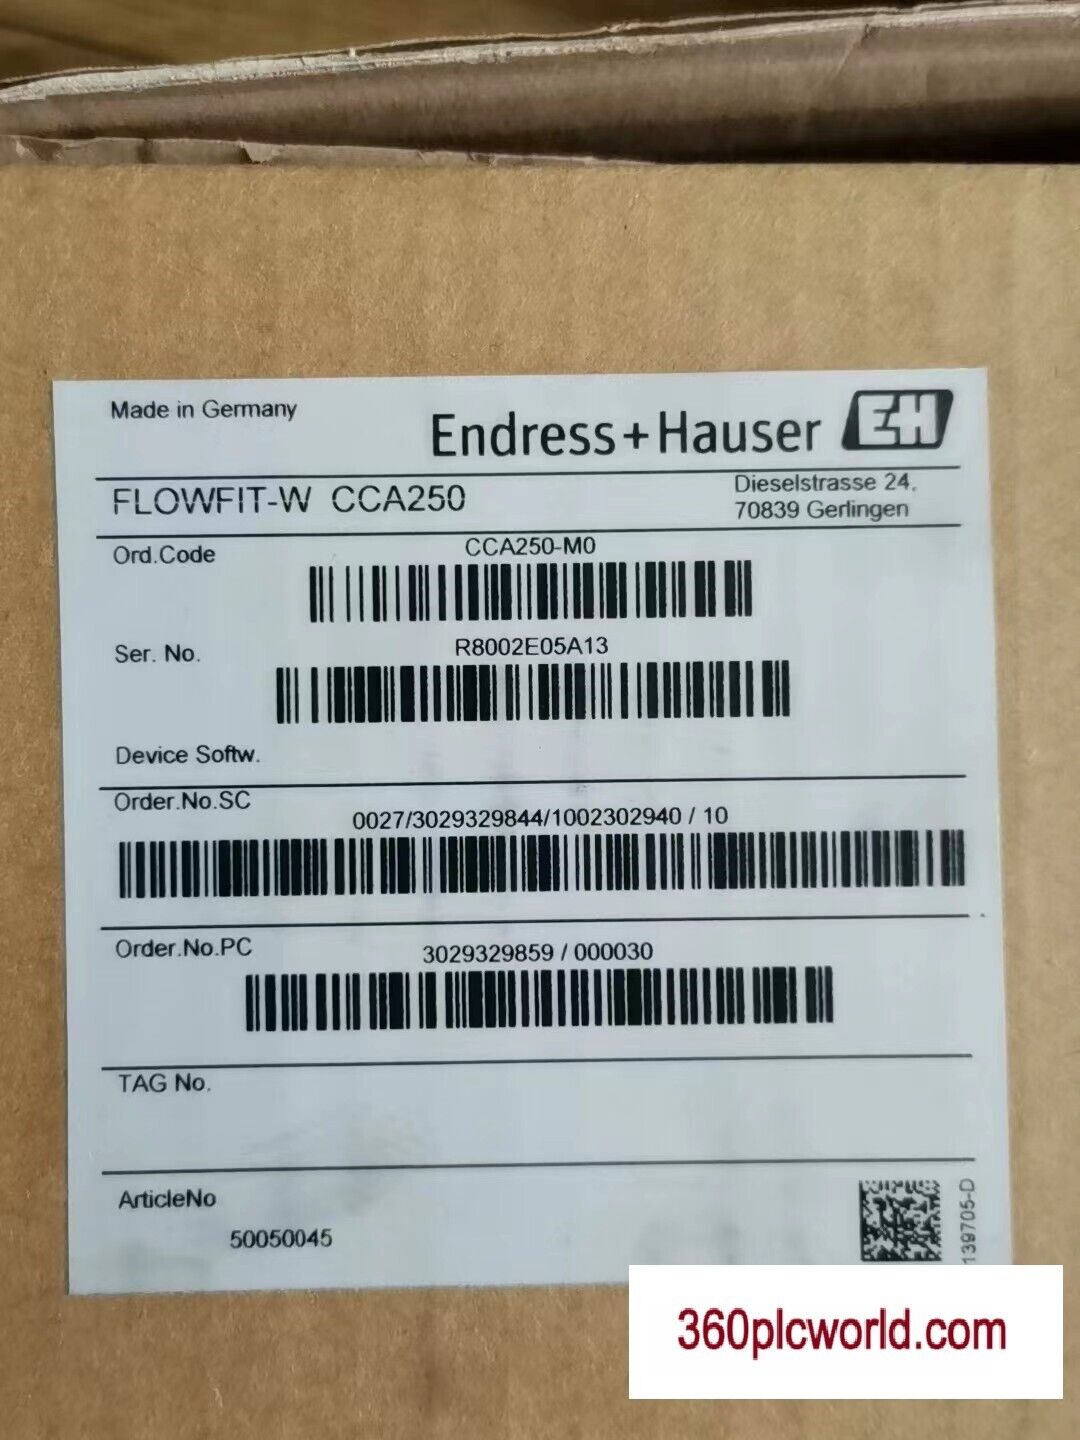 Made in Germany
Endress+Hauser EH
FLOWFIT-W CCA250
Dieselstrasse 24,
70839 Gerlingen
Ord.Code
CCA250-M0
Ser. No.
R8002E05A13
Device Softw.
Order.No.SC
0027/3029329844/1002302940 / 10
Order.No.PC
3029329859 / 000030
TAG No.
ArticleNo
50050045
139705-D
360plcworld.com